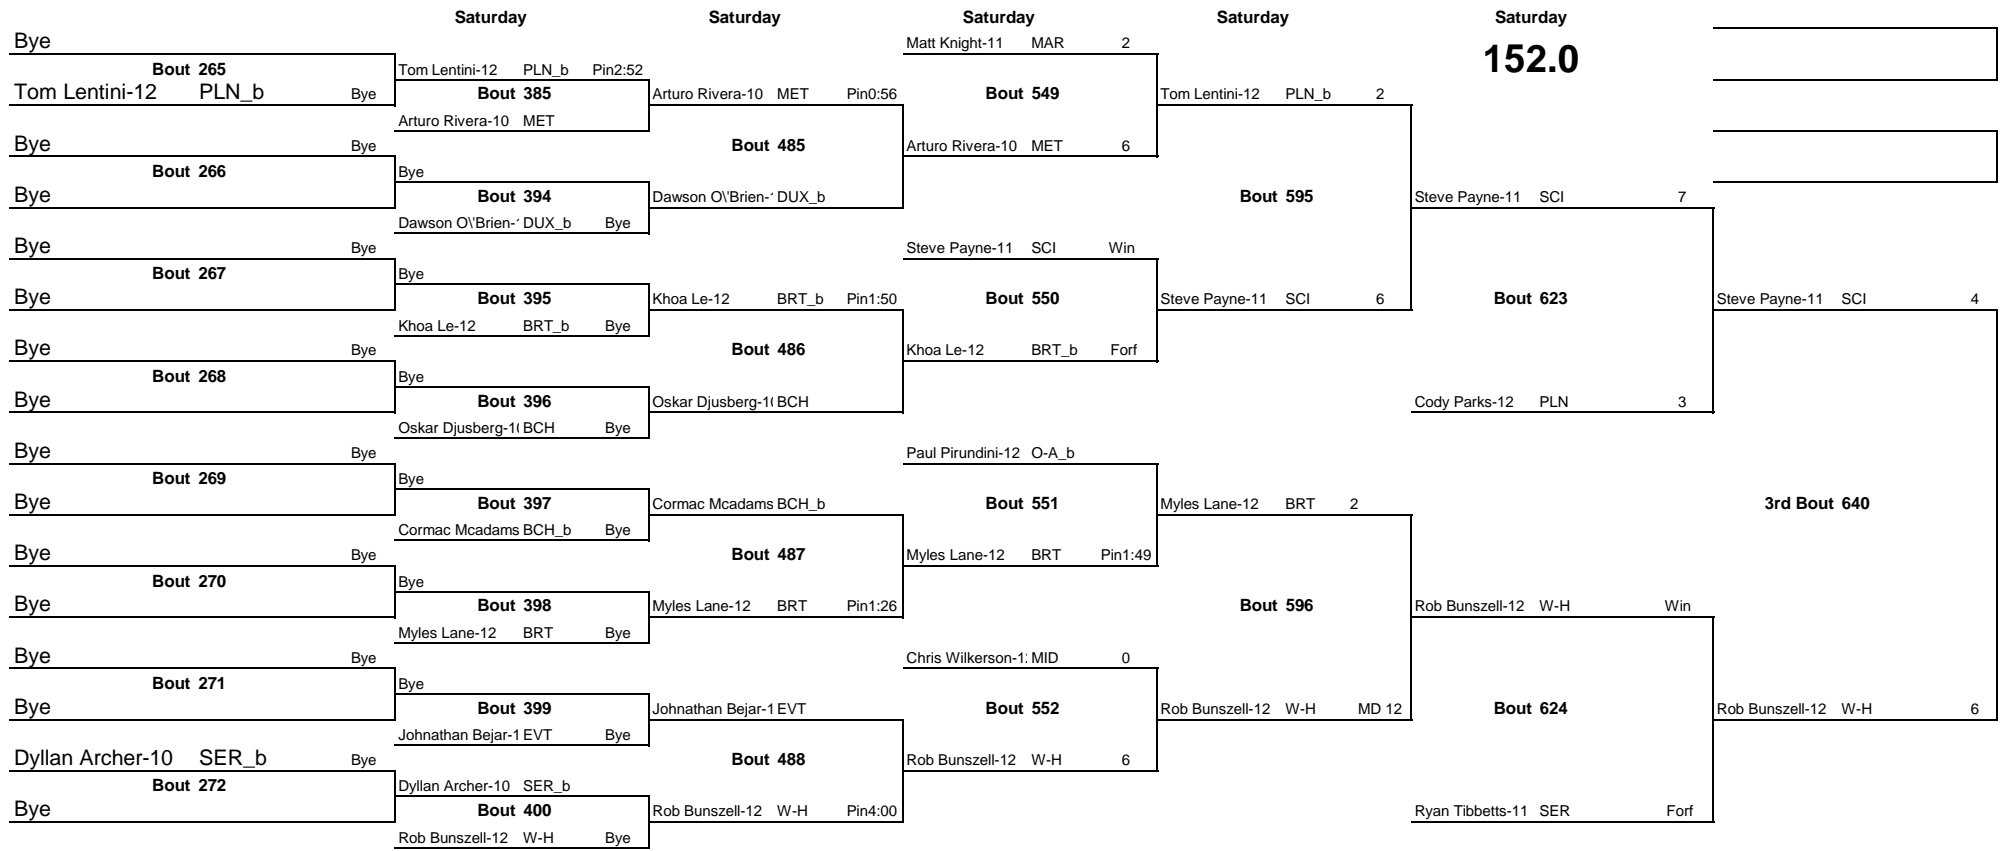 Saturday Saturday Saturday Saturday Saturday
Bye Matt Knight-11 MAR 2
152.0
Bout 265 Tom Lentini-12 PLN_b Pin2:52
Tom Lentini-12 PLN_b Bye Bout 385 Arturo Rivera-10 MET Pin0:56 Bout 549 Tom Lentini-12 PLN_b 2
Arturo Rivera-10 MET
Bye Bye Bout 485 Arturo Rivera-10 MET 6
Bout 266 Bye
Bout 394 Dawson O\'Brien- DUX_b Bout 595 Steve Payne-11 SCI 7
Dawson O\'Brien- DUX_b Bye
Bye Bye Steve Payne-11 SCI Win
Bout 267 Bye
Bye Bout 395 Khoa Le-12 BRT_b Pin1:50 Bout 550 Steve Payne-11 SCI 6 Bout 623 Steve Payne-11 SCI 4
Khoa Le-12 BRT_b Bye
Bye Bye Bout 486 Khoa Le-12 BRT_b Forf
Bout 268 Bye
Bye Bout 396 Oskar Djusberg-1 BCH Cody Parks-12 PLN 3
Oskar Djusberg-1 BCH Bye
Bye Bye Paul Pirundini-12 O-A_b
Bout 269 Bye
Bye Bout 397 Cormac Mcadams BCH_b Bout 551 Myles Lane-12 BRT 2 3rd Bout 640
Cormac Mcadams BCH_b Bye
Bye Bye Bout 487 Myles Lane-12 BRT Pin1:49
Bout 270 Bye
Bye Bout 398 Myles Lane-12 BRT Pin1:26 Bout 596 Rob Bunszell-12 W-H Win
Myles Lane-12 BRT Bye
Bye Bye Chris Wilkerson-1 MID 0
Bout 271 Bye
Bye Bout 399 Johnathan Bejar-1 EVT Bout 552 Rob Bunszell-12 W-H MD 12 Bout 624 Rob Bunszell-12 W-H 6
Johnathan Bejar-1 EVT Bye
Dyllan Archer-10 SER_b Bye Bout 488 Rob Bunszell-12 W-H 6
Bout 272 Dyllan Archer-10 SER_b
Bye Bout 400 Rob Bunszell-12 W-H Pin4:00 Ryan Tibbetts-11 SER Forf
Rob Bunszell-12 W-H Bye